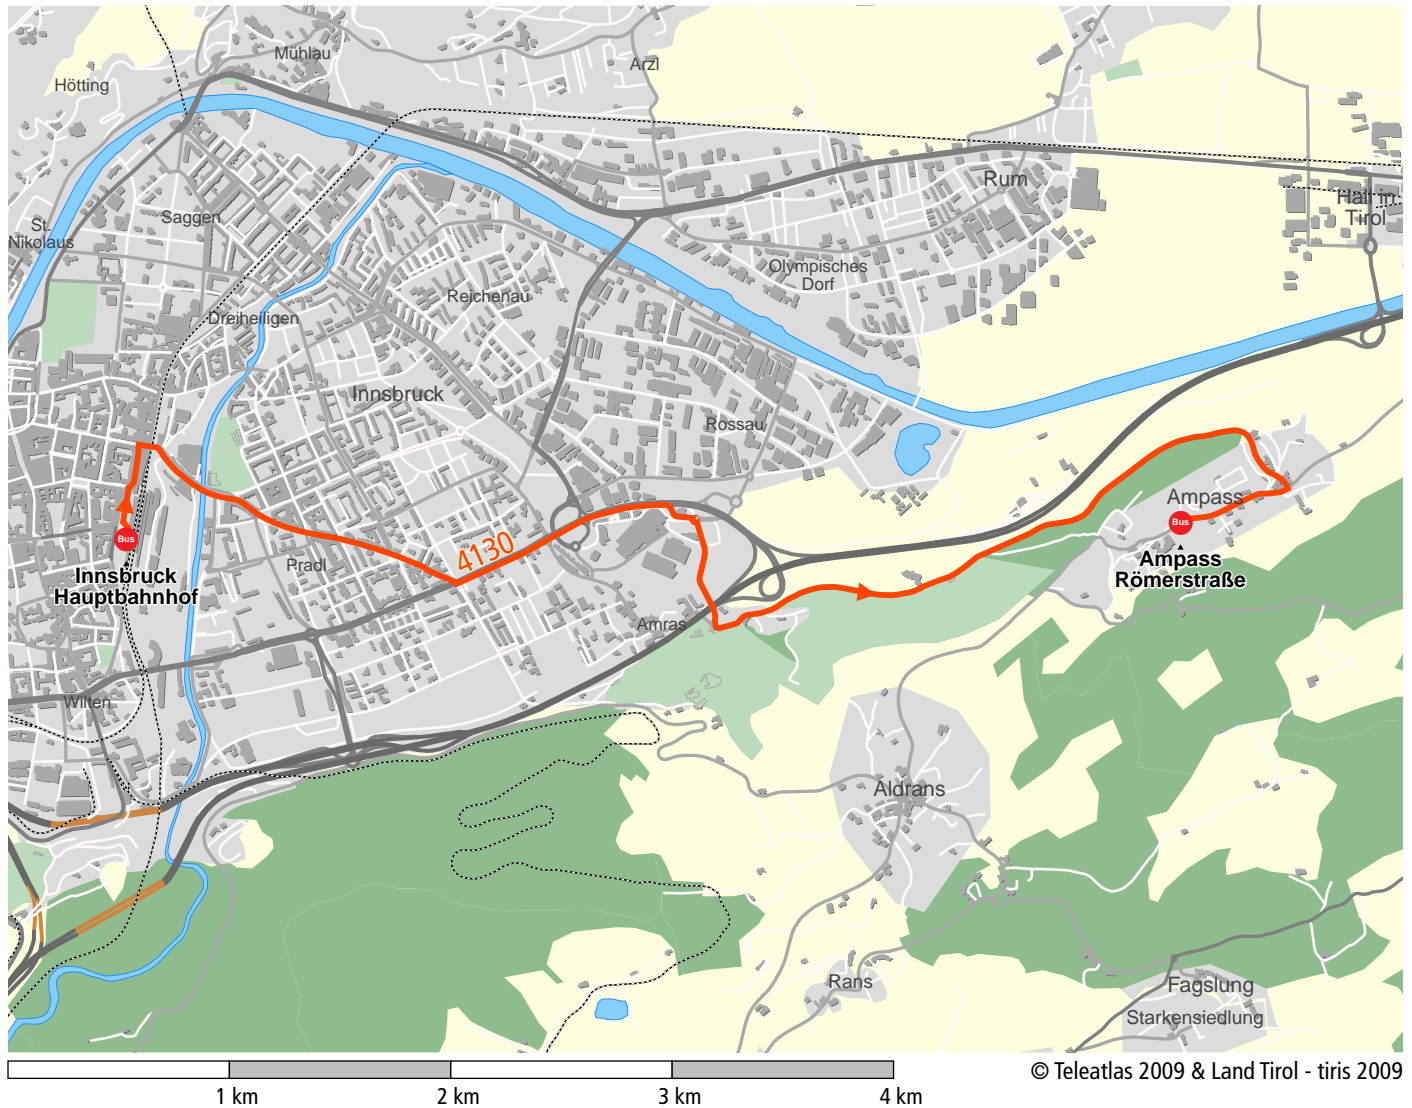 Mühlau
Arzl
Hötting
Rum
Hall in
Tirol
Saggen
St.
Nikolaus
Olympisches
Dorf
Reichenau
Dreiheiligen
Innsbruck
Rossau
Ampass
Bus
Bus
4130
Ampass
Römerstraße
Pradl
Innsbruck
Hauptbahnhof
Amras
Wilten
Aldrans
Rans
Fagslung
Starkensiedlung
© Teleatlas 2009 & Land Tirol - tiris 2009
1 km
2 km
3 km
4 km